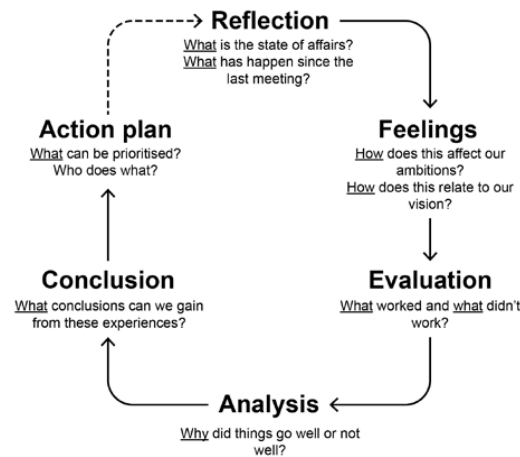 Reflection
What is the state of affairs?
What has happen since the
last meeting?
Feelings
How does this affect our
ambitions?
How does this relate to our
vision?
Evaluation
What worked and what didn't
work?
Analysis
Why did things go well or not
well?
Conclusion
What conclusions can we gain
from these experiences?
Action plan
What can be prioritised?
Who does what?